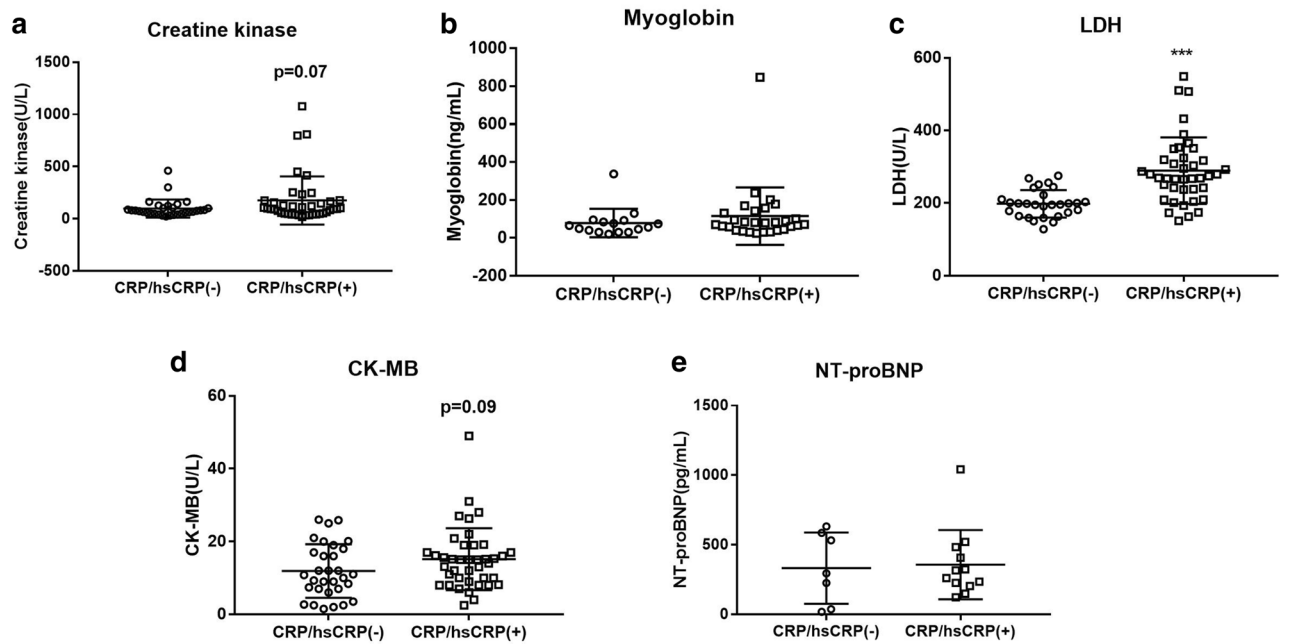 a
Creatine kinase
Creatine kinase(U/L)
1500
1000
500
0
-500
p=0.07
CRP/hsCRP(-)
CRP/hsCRP(+)
b
Myoglobin
Myoglobin(ng/mL)
1000
800
600
400
200
0
-200
CRP/hsCRP(-)
CRP/hsCRP(+)
c
LDH
LDH(U/L)
600
400
200
0
***
CRP/hsCRP(-)
CRP/hsCRP(+)
d
CK-MB
CK-MB(U/L)
60
40
20
0
p=0.09
CRP/hsCRP(-)
CRP/hsCRP(+)
e
NT-proBNP
NT-proBNP(pg/mL)
1500
1000
500
0
CRP/hsCRP(-)
CRP/hsCRP(+)